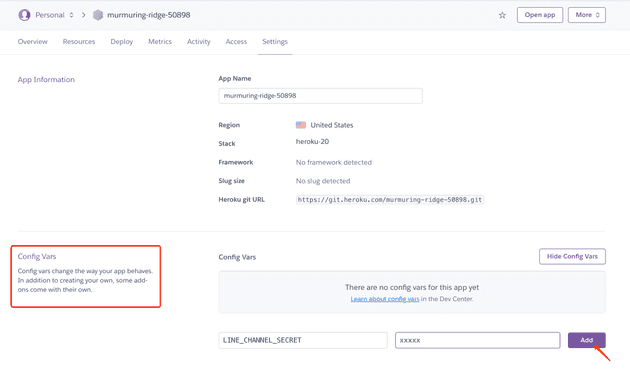 Personal murmuring-ridge-50898 Open app More
Overview Resources Deploy Metrics Activity Access Settings
App Information
App Name
murmuring-ridge-50898
Region United States
Stack heroku-20
Framework No framework detected
Slug size No slug detected
Heroku git URL https://git.heroku.com/murmuring-ridge-50898.git
Config Vars
Config vars change the way your app behaves.
In addition to creating your own, some add-
ons come with their own.
Config Vars Hide Config Vars
There are no config vars for this app yet
Learn about config vars in the Dev Center.
LINE_CHANNEL_SECRET xxxxx Add